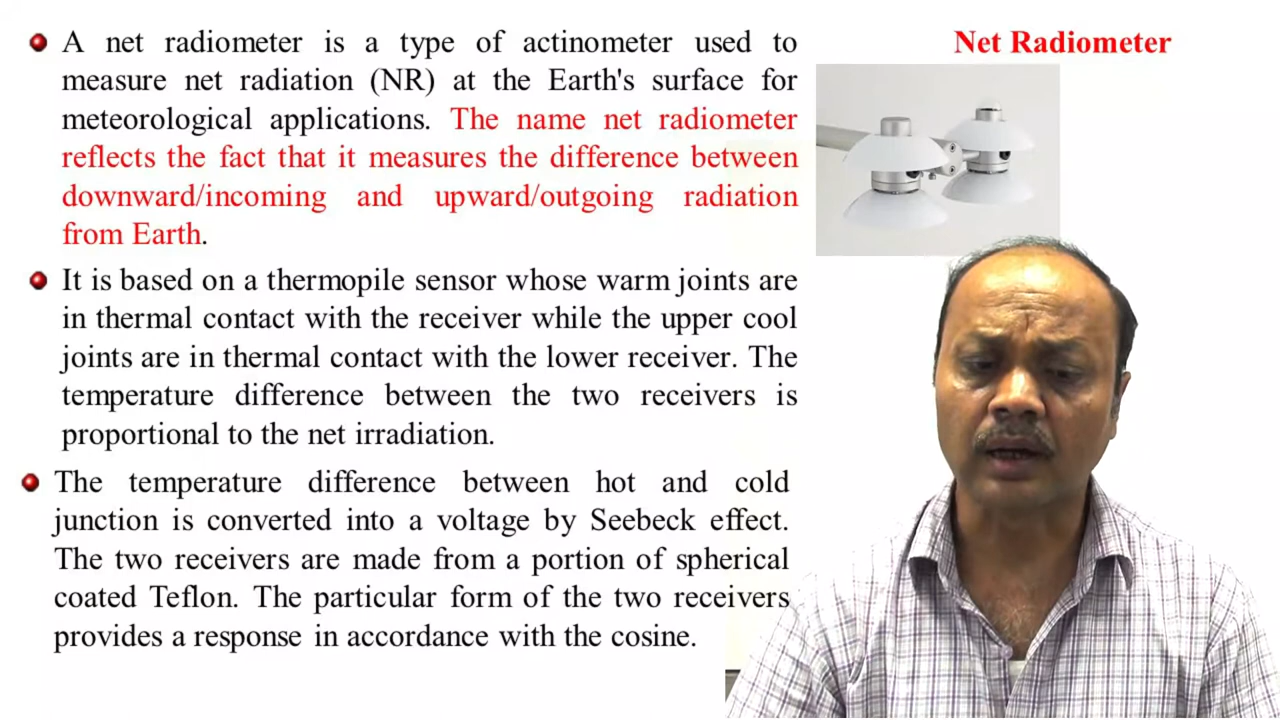 Net Radiometer
A net radiometer is a type of actinometer used to
measure net radiation (NR) at the Earth's surface for
meteorological applications. The name net radiometer
reflects the fact that it measures the difference between
downward/incoming and upward/outgoing radiation
from Earth.
It is based on a thermopile sensor whose warm joints are
in thermal contact with the receiver while the upper cool
joints are in thermal contact with the lower receiver. The
temperature difference between the two receivers is
proportional to the net irradiation.
The temperature difference between hot and cold
junction is converted into a voltage by Seebeck effect.
The two receivers are made from a portion of spherical
coated Teflon. The particular form of the two receivers
provides a response in accordance with the cosine.